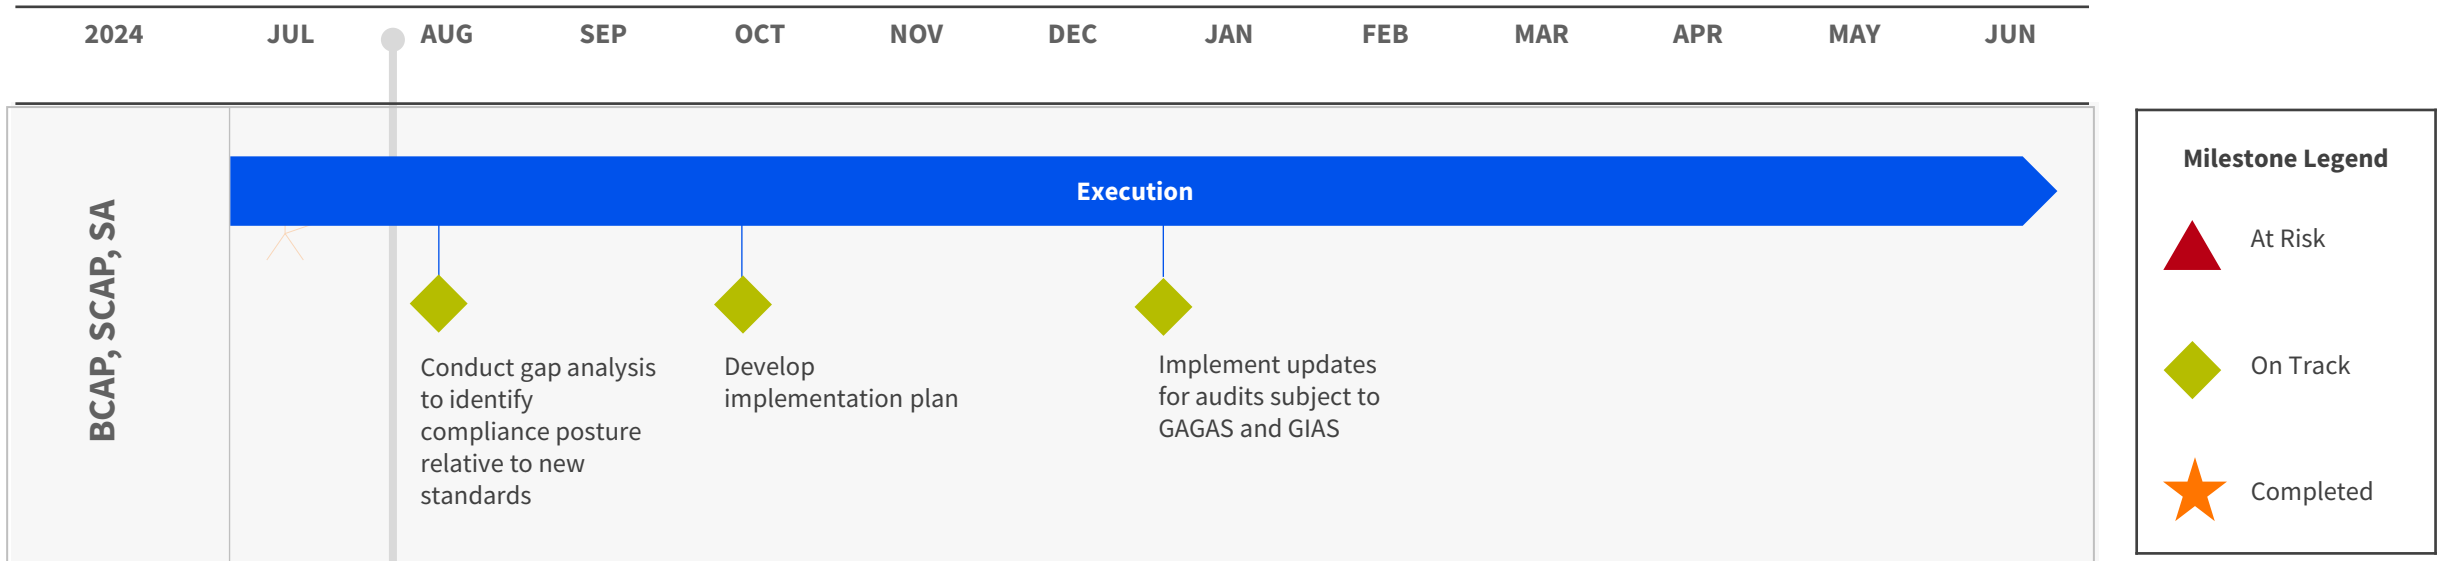 2024 JUL AUG SEP OCT NOV DEC JAN FEB MAR APR MAY JUN
Execution
BCAP, SCAP, SA
Conduct gap analysis
to identify
compliance posture
relative to new
standards
Develop
implementation plan
Implement updates
for audits subject to
GAGAS and GIAS
Milestone Legend
At Risk
On Track
Completed